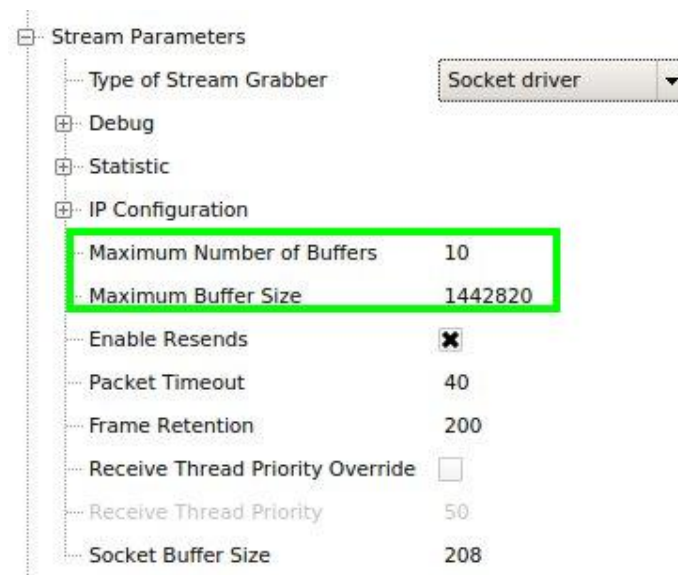 Stream Parameters
Type of Stream Grabber Socket driver
Debug
Statistic
IP Configuration
Maximum Number of Buffers 10
Maximum Buffer Size 1442820
Enable Resends
Packet Timeout 40
Frame Retention 200
Receive Thread Priority Override
Receive Thread Priority 50
Socket Buffer Size 208